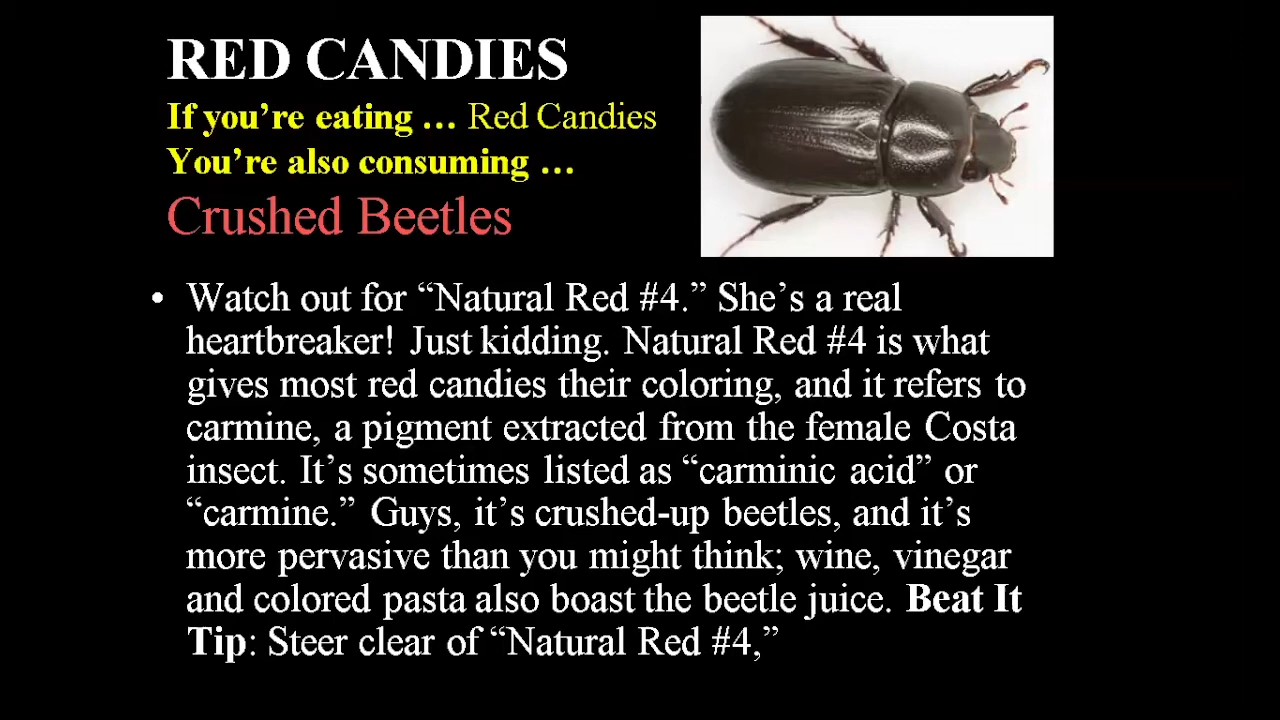 RED CANDIES
If you’re eating … Red Candies
You’re also consuming …
Crushed Beetles
• Watch out for “Natural Red #4.” She’s a real
heartbreaker! Just kidding. Natural Red #4 is what
gives most red candies their coloring, and it refers to
carmine, a pigment extracted from the female Costa
insect. It’s sometimes listed as “carminic acid” or
“carmine.” Guys, it’s crushed-up beetles, and it’s
more pervasive than you might think; wine, vinegar
and colored pasta also boast the beetle juice. Beat It
Tip: Steer clear of “Natural Red #4,”